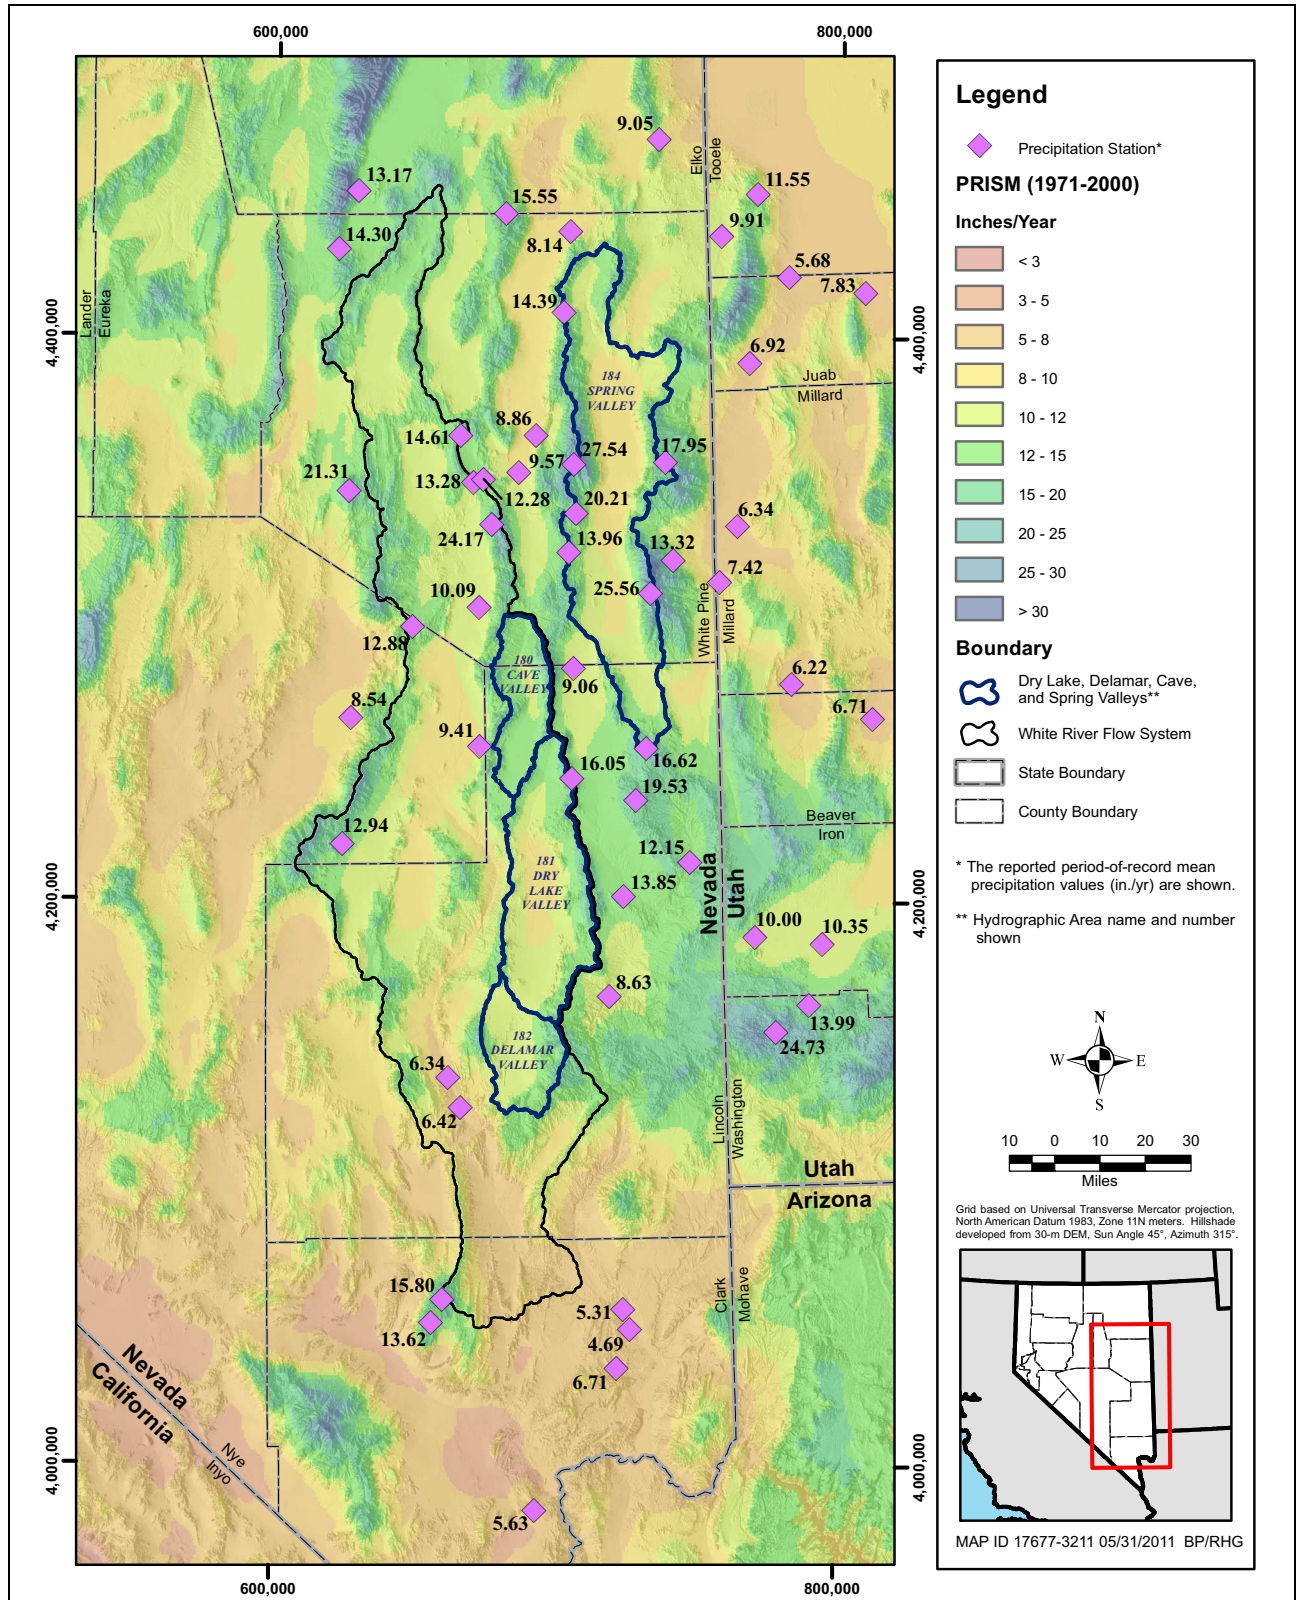 600,000
800,000
9.05
Elko
Tooele
13.17
11.55
15.55
9.91
14.30
8.14
5.68
7.83
Lander
Eureka
14.39
4,400,000
4,400,000
6.92
184
SPRING
VALLEY
Juab
Millard
8.86
14.61
27.54
17.95
9.57
21.31
13.28
12.28
20.21
6.34
24.17
13.96
13.32
7.42
25.56
10.09
White Pine
Millard
12.88
180
CAVE
VALLEY
9.06
6.22
8.54
6.71
9.41
16.62
16.05
19.53
12.94
Beaver
Iron
12.15
181
DRY
LAKE
VALLEY
13.85
Nevada
Utah
4,200,000
4,200,000
10.00
10.35
8.63
13.99
24.73
182
DELAMAR
VALLEY
6.34
6.42
Lincoln
Washington
Utah
Arizona
15.80
Clark
Mohave
5.31
13.62
4.69
6.71
Nevada
California
Nye
Inyo
4,000,000
4,000,000
5.63
600,000
800,000
Legend
Precipitation Station*
PRISM (1971-2000)
Inches/Year
< 3
3 - 5
5 - 8
8 - 10
10 - 12
12 - 15
15 - 20
20 - 25
25 - 30
> 30
Boundary
Dry Lake, Delamar, Cave,
and Spring Valleys**
White River Flow System
State Boundary
County Boundary
* The reported period-of-record mean
precipitation values (in./yr) are shown.
** Hydrographic Area name and number
shown
N
W
E
S
10 0 10 20 30
Miles
Grid based on Universal Transverse Mercator projection,
North American Datum 1983, Zone 11N meters. Hillshade
developed from 30-m DEM, Sun Angle 45°, Azimuth 315°.
MAP ID 17677-3211 05/31/2011 BP/RHG